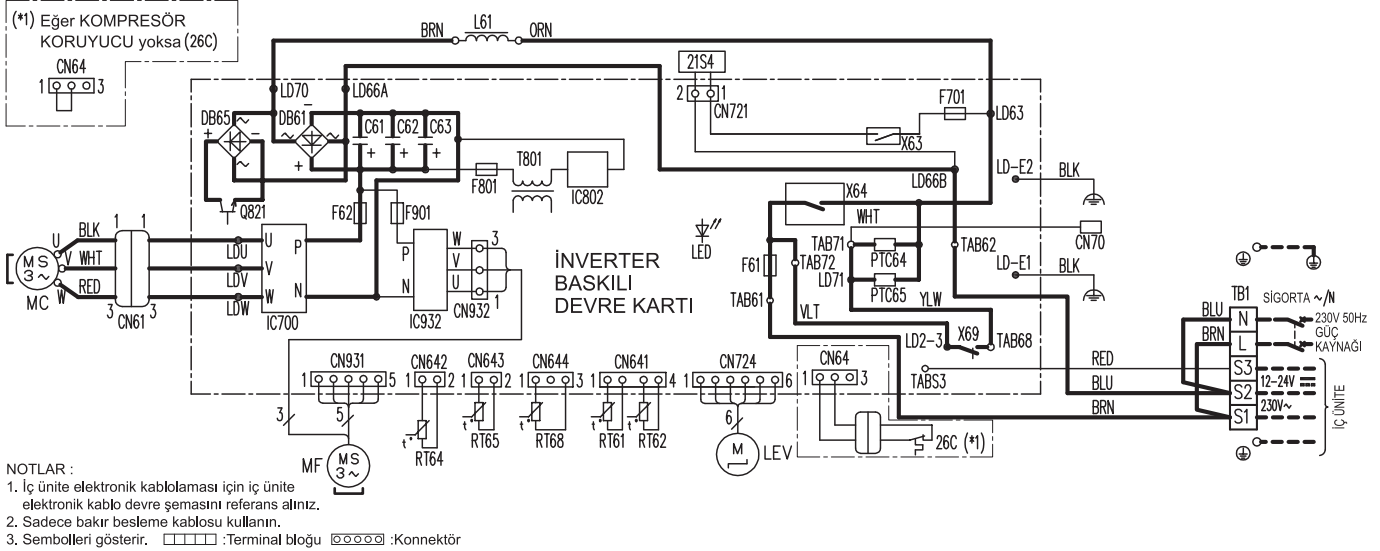 (*1) Eğer KOMPRESÖR
KORUYUCU yoksa (26C)
CN64
1 3
BRN L61 ORN
LD70 LD66A
21S4
2 1
CN721
F701
LD63
X63
DB65 DB61
~ - ~ -
+ - ~ ~
~ +
C61 C62 C63
+ + +
T801
F801
IC802
LD66B
LD-E2 BLK
Q821
F62 F901
X64
WHT
LED
CN70
U BLK 1 1
V WHT
W RED
3 3
MS
3~
MC
CN61
LDU
LDV
LDW
U P
V
W N
IC700
P
N
IC932
W 3
V
U 1
CN932
İNVERTER
BASKILI
DEVRE KARTI
TAB71
PTC64
TAB62
F61
TAB72
LD71
PTC65
LD-E1 BLK
TAB61
VLT
YLW
LD2-3 X69 TAB68
TB1
SİGORTA ~/N
BLU N
230V 50Hz
GÜÇ
KAYNAĞI
BRN L
S3
12-24V
S2
230V~
S1
İÇ ÜNİTE
RED
TABS3
BLU
BRN
CN931
1 5
CN642
1 2
CN643
1 2
CN644
1 3
CN641
1 4
CN724
1 6
CN64
1 3
3 5
t° RT64
t° RT65
t° RT68
t° RT61
t° RT62
6
M
LEV
26C (*1)
MF
MS
3~
NOTLAR :
1. İç ünite elektronik kablolaması için iç ünite
elektronik kablo devre şemasını referans alınız.
2. Sadece bakır besleme kablosu kullanın.
3. Sembolleri gösterir. :Terminal bloğu :Konnektör